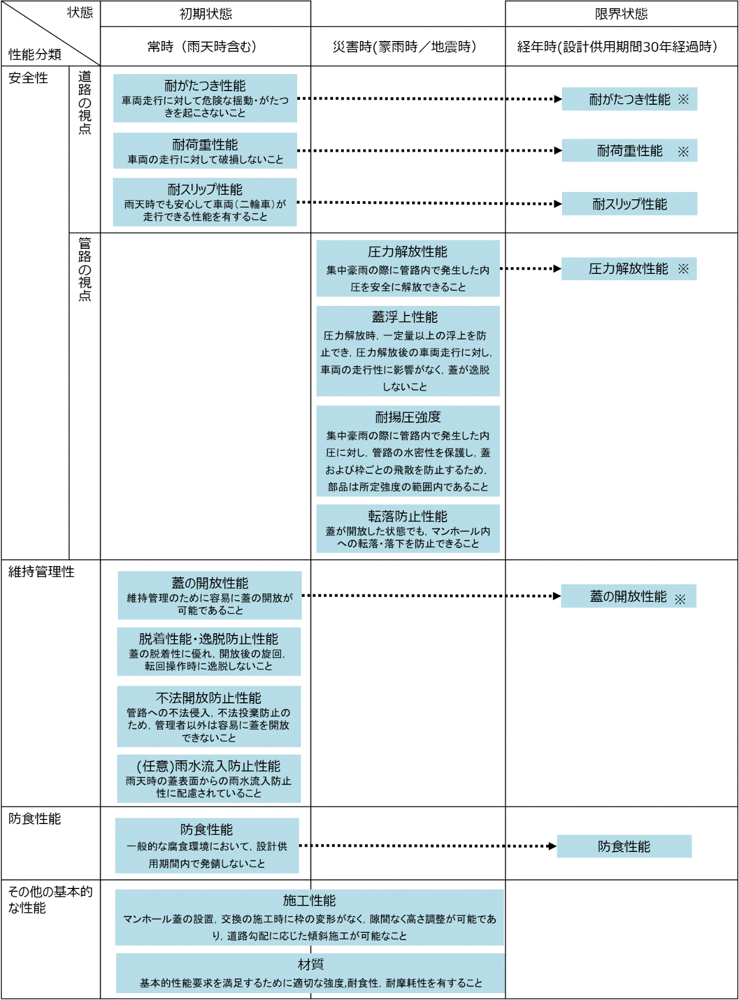 状態
性能分類
初期状態
限界状態
常時（雨天時含む）
災害時(豪雨時／地震時）
経年時(設計供用期間30年経過時）
安全性
道路の視点
耐がたつき性能
車両走行に対して危険な揺動・がたつ
きを起こさないこと
耐がたつき性能 ※
耐荷重性能
車両の走行に対して破損しないこと
耐荷重性能 ※
耐スリップ性能
雨天時でも安心して車両（二輪車）が
走行できる性能を有すること
耐スリップ性能
管路の視点
圧力解放性能
集中豪雨の際に管路内で発生した内
圧を安全に解放できること
圧力解放性能 ※
蓋浮上性能
圧力解放時，一定量以上の浮上を防
止でき，圧力解放後の車両走行に対し，
車両の走行性に影響がなく，蓋が逸脱
しないこと
耐揚圧強度
集中豪雨の際に管路内で発生した内
圧に対し，管路の水密性を保護し，蓋
および枠ごとの飛散を防止するため，
部品は所定強度の範囲内であること
転落防止性能
蓋が開放した状態でも，マンホール内
への転落・落下を防止できること
維持管理性
蓋の開放性能
維持管理のために容易に蓋の開放が
可能であること
蓋の開放性能 ※
脱着性能・逸脱防止性能
蓋の脱着性に優れ，開放後の旋回，
転回操作時に逸脱しないこと
不法開放防止性能
管路への不法侵入，不法投棄防止の
ため，管理者以外は容易に蓋を開放
できないこと
(任意)雨水流入防止性能
雨天時の蓋表面からの雨水流入防止
性に配慮されていること
防食性能
防食性能
一般的な腐食環境において，設計供
用期間内で発錆しないこと
防食性能
その他の基本的
な性能
施工性能
マンホール蓋の設置，交換の施工時に枠の変形がなく，隙間なく高さ調整が可能であ
り，道路勾配に応じた傾斜施工が可能なこと
材質
基本的性能要求を満足するために適切な強度,耐食性，耐摩耗性を有すること